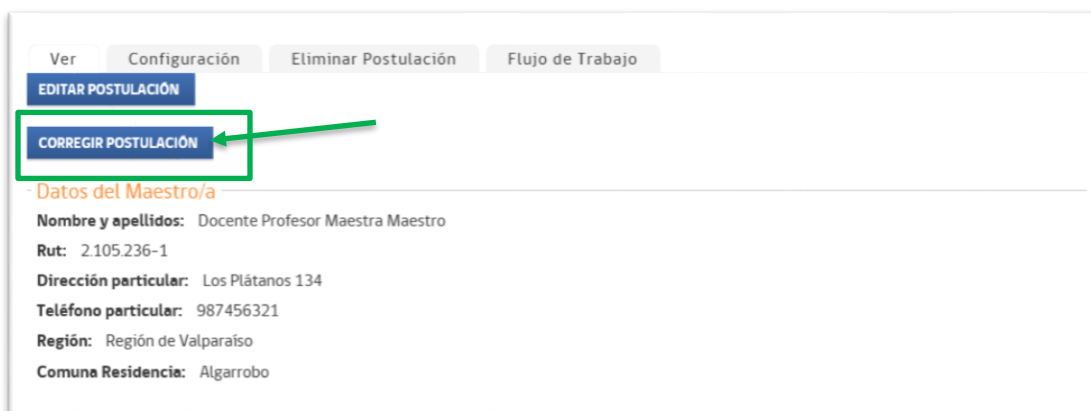 Ver Configuración Eliminar Postulación Flujo de Trabajo
EDITAR POSTULACIÓN
CORREGIR POSTULACIÓN
Datos del Maestro/a
Nombre y apellidos: Docente Profesor Maestra Maestro
Rut: 2.105.236-1
Dirección particular: Los Plátanos 134
Teléfono particular: 987456321
Región: Región de Valparaíso
Comuna Residencia: Algarrobo